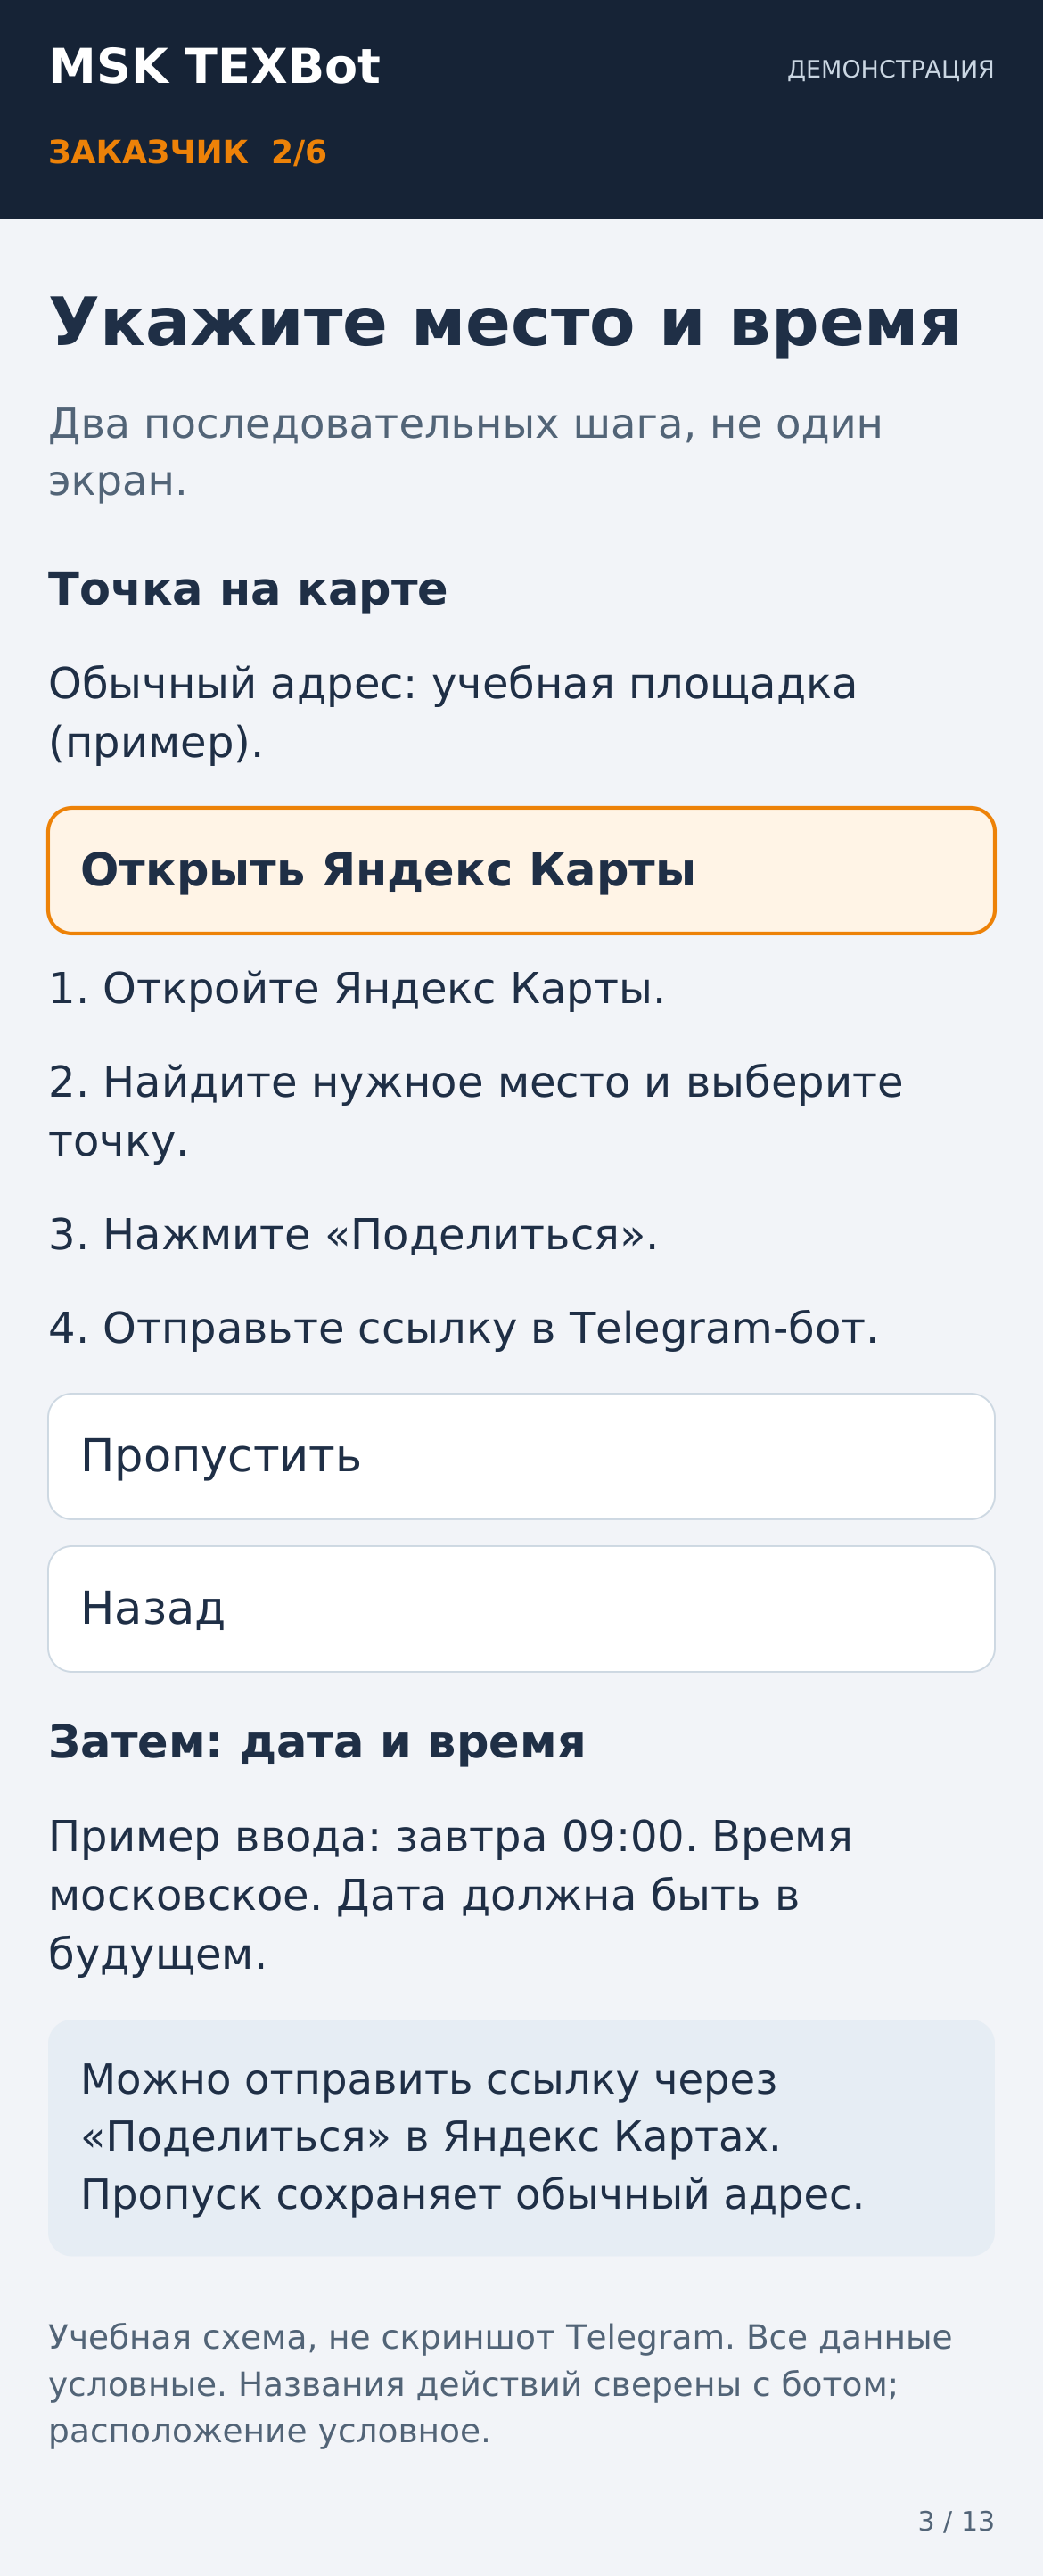 MSK TEXBot
ДЕМОНСТРАЦИЯ
ЗАКАЗЧИК 2/6
Укажите место и время
Два последовательных шага, не один
экран.
Точка на карте
Обычный адрес: учебная площадка
(пример).
Открыть Яндекс Карты
1. Откройте Яндекс Карты.
2. Найдите нужное место и выберите
точку.
3. Нажмите «Поделиться».
4. Отправьте ссылку в Telegram-бот.
Пропустить
Назад
Затем: дата и время
Пример ввода: завтра 09:00. Время
московское. Дата должна быть в
будущем.
Можно отправить ссылку через
«Поделиться» в Яндекс Картах.
Пропуск сохраняет обычный адрес.
Учебная схема, не скриншот Telegram. Все данные
условные. Названия действий сверены с ботом;
расположение условное.
3 / 13